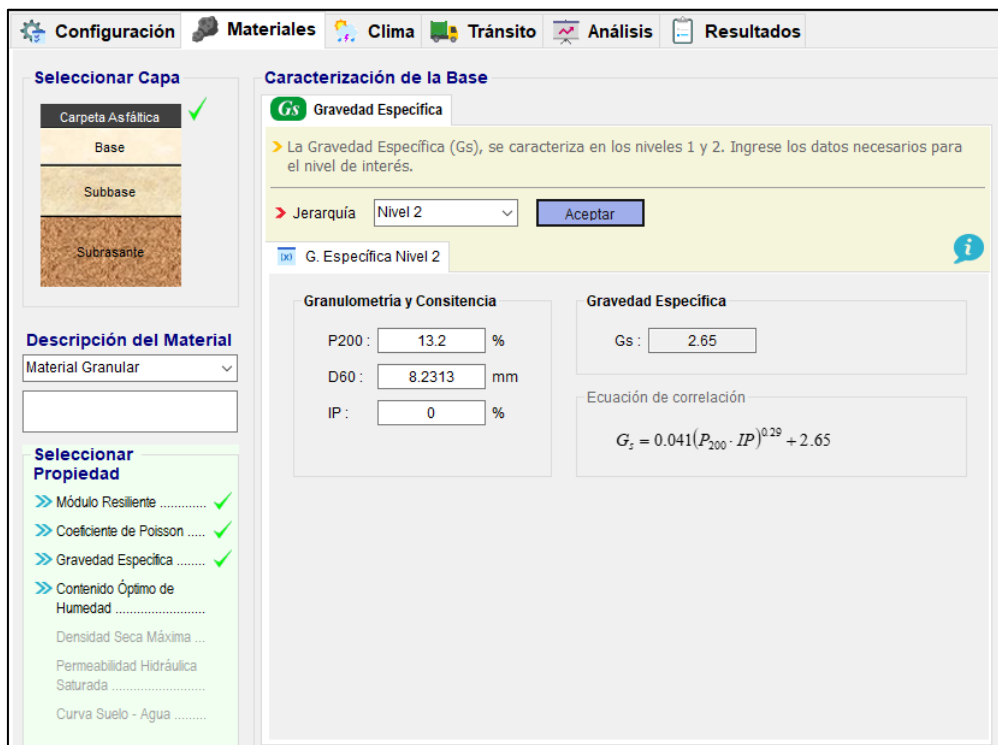 Configuración Materiales Clima Tránsito Análisis Resultados
Seleccionar Capa
Carpeta Asfáltica
Base
Subbase
Subrasante
Descripción del Material
Material Granular
Seleccionar
Propiedad
Módulo Resiliente .............
Coeficiente de Poisson .....
Gravedad Específica ........
Contenido Óptimo de
Humedad .........................
Densidad Seca Máxima ...
Permeabilidad Hidráulica
Saturada .........................
Curva Suelo - Agua .........
Caracterización de la Base
Gs Gravedad Específica
La Gravedad Específica (Gs), se caracteriza en los niveles 1 y 2. Ingrese los datos necesarios para
el nivel de interés.
Jerarquía Nivel 2 Aceptar
i
G. Específica Nivel 2
Granulometría y Consitencia
P200 : 13.2 %
D60 : 8.2313 mm
IP : 0 %
Gravedad Específica
Gs : 2.65
Ecuación de correlación
G_s = 0.041(P_200 · IP)^0.29 + 2.65